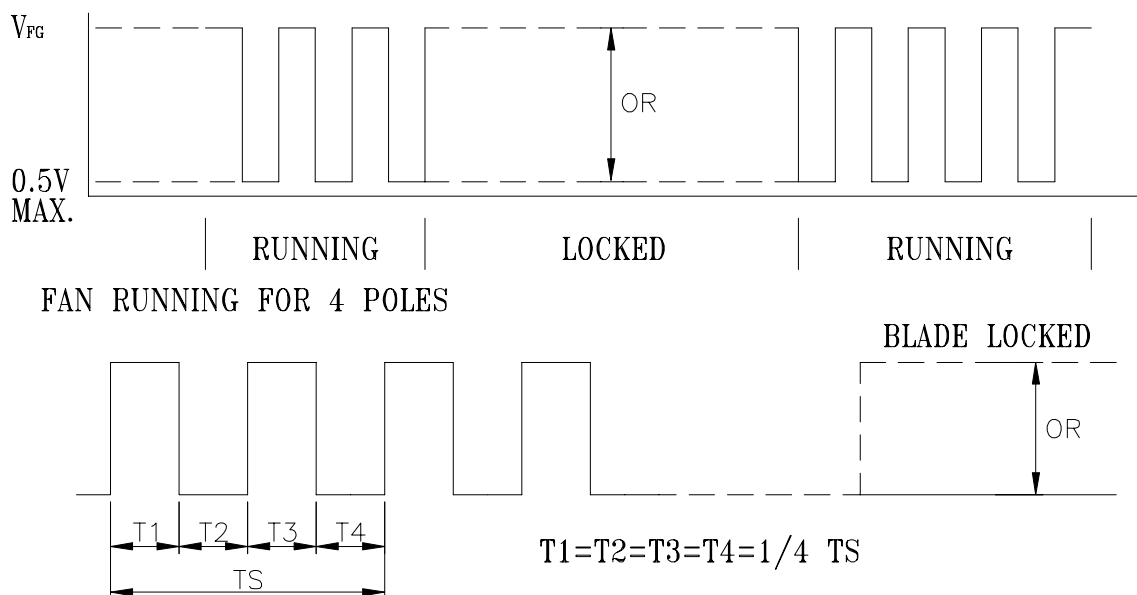 VFG
OR
0.5V
MAX.
RUNNING LOCKED RUNNING
FAN RUNNING FOR 4 POLES
BLADE LOCKED
OR
T1 T2 T3 T4
T1=T2=T3=T4=1/4 TS
TS